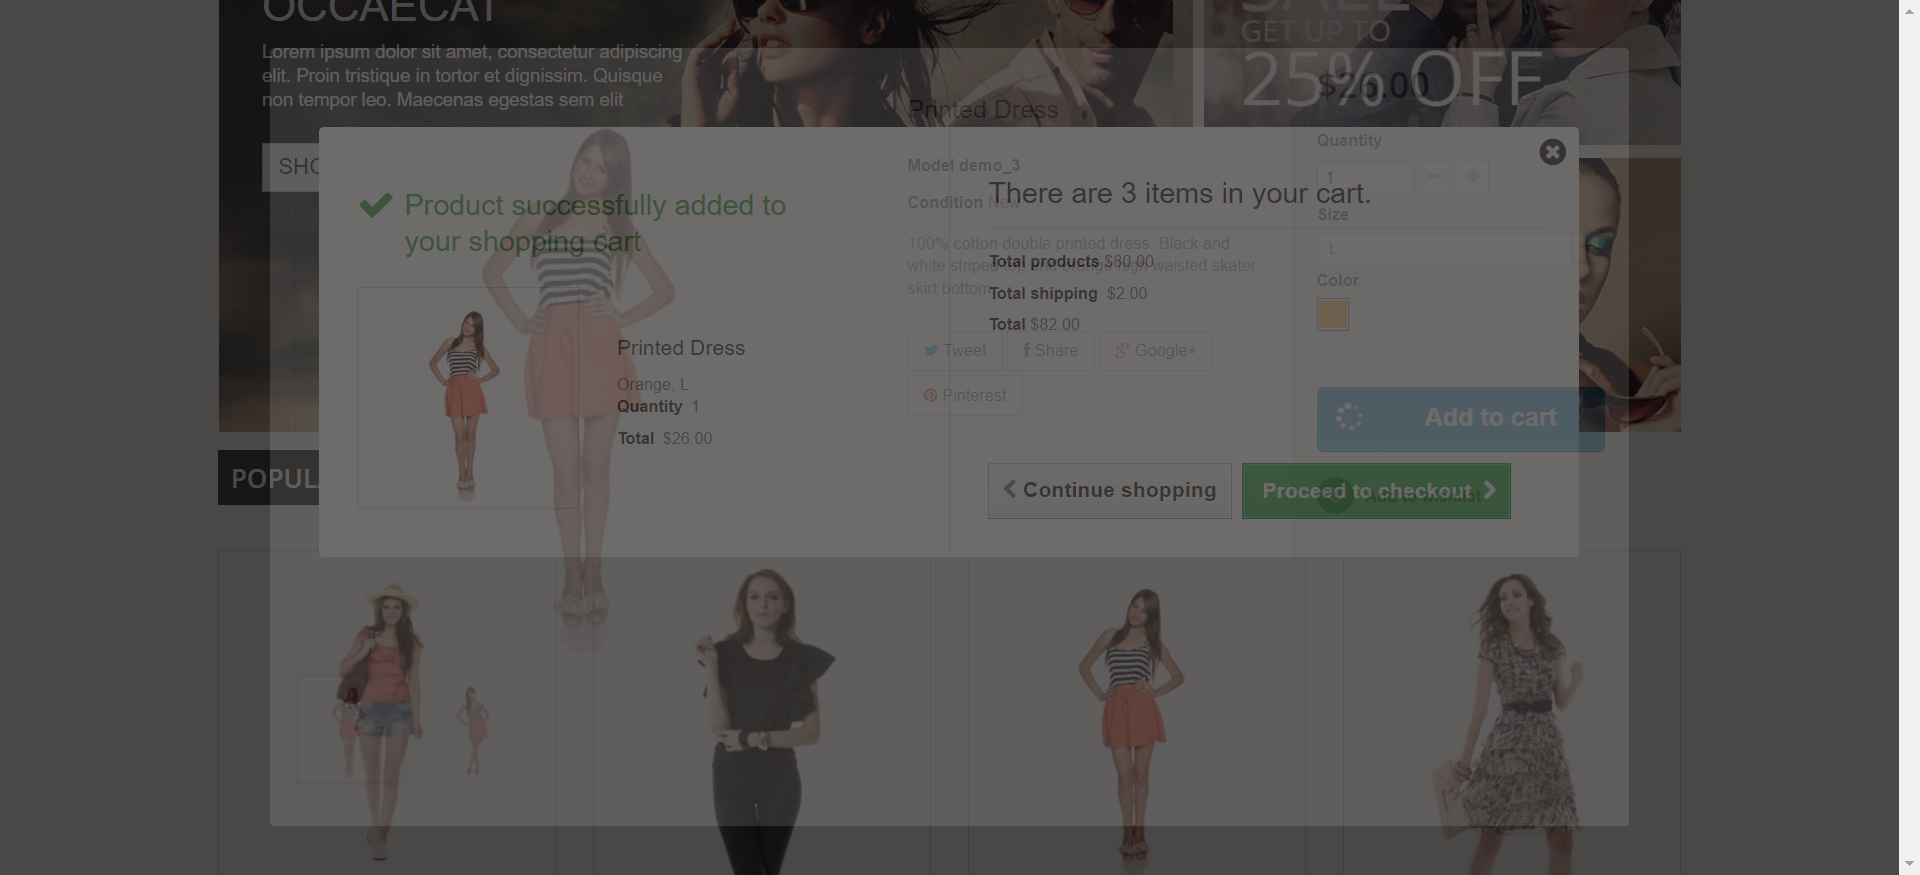 OCCAECAT
Lorem ipsum dolor sit amet, consectetur adipiscing
elit. Proin tristique in tortor et dignissim. Quisque
non tempor leo. Maecenas egestas sem elit
SHO
SALE
GET UP TO
25% OFF
$26.00
Printed Dress
Model demo_3
Condition New
100% cotton double printed dress. Black and
white striped top and orange high waisted skater
skirt bottom.
Tweet
Share
Google+
Pinterest
Quantity
1
Size
L
Color
Add to cart
Add to wishlist
Product successfully added to
your shopping cart
Printed Dress
Orange, L
Quantity 1
Total $26.00
There are 3 items in your cart.
Total products $80.00
Total shipping $2.00
Total $82.00
Continue shopping
Proceed to checkout
POPUL